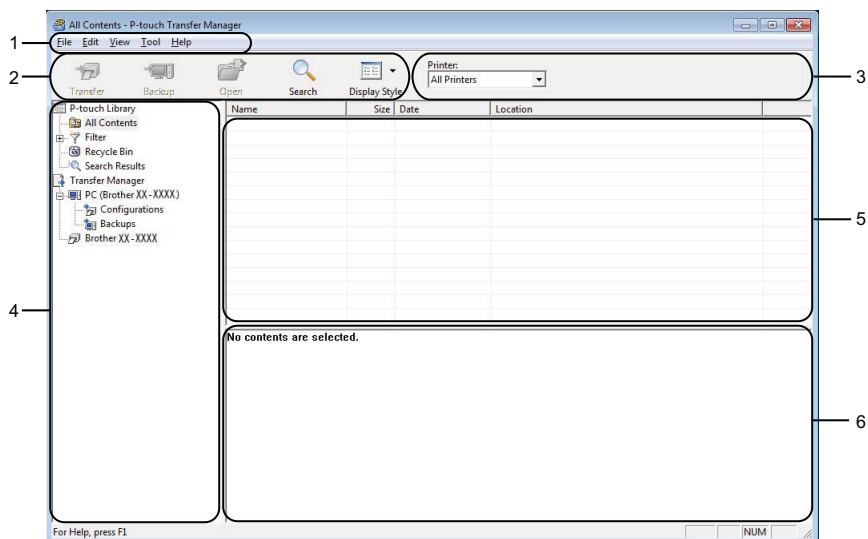 All Contents - P-touch Transfer Manager
1
File Edit View Tool Help
2
Transfer Backup Open Search Display Style
Printer:
All Printers
3
P-touch Library
All Contents
Filter
Recycle Bin
Search Results
Transfer Manager
PC (Brother XX-XXXX)
Configurations
Backups
Brother XX-XXXX
4
Name Size Date Location
5
No contents are selected.
6
For Help, press F1
NUM